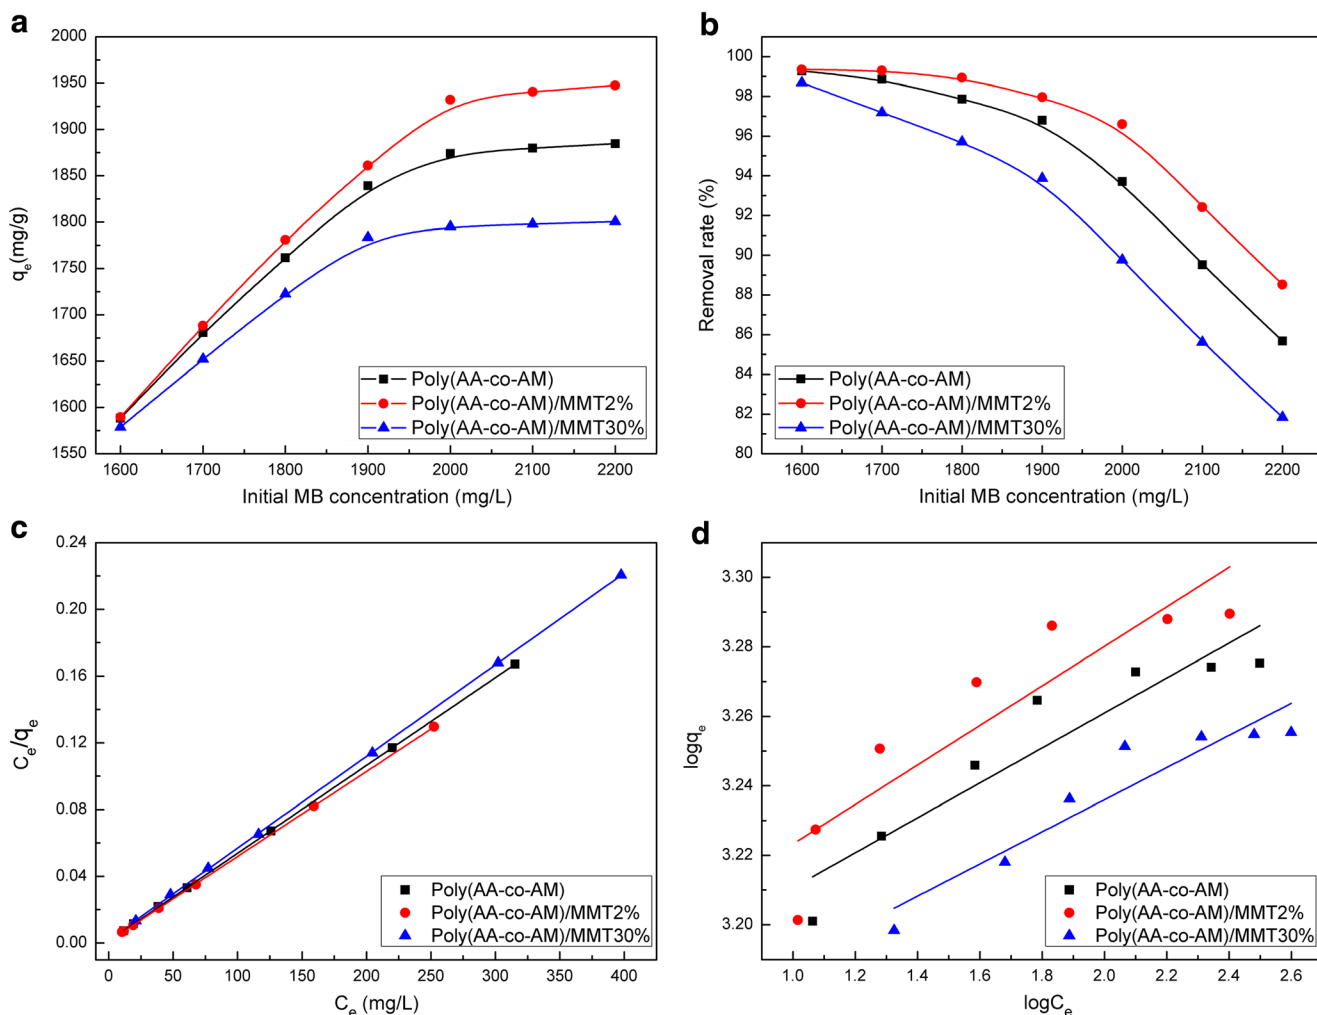 a
2000
1950
1900
1850
1800
1750
1700
1650
1600
1550
qe(mg/g)
1600 1700 1800 1900 2000 2100 2200
Initial MB concentration (mg/L)
Poly(AA-co-AM)
Poly(AA-co-AM)/MMT2%
Poly(AA-co-AM)/MMT30%
b
100
98
96
94
92
90
88
86
84
82
80
Removal rate (%)
1600 1700 1800 1900 2000 2100 2200
Initial MB concentration (mg/L)
Poly(AA-co-AM)
Poly(AA-co-AM)/MMT2%
Poly(AA-co-AM)/MMT30%
c
0.24
0.20
0.16
0.12
0.08
0.04
0.00
Ce/qe
0 50 100 150 200 250 300 350 400
Ce (mg/L)
Poly(AA-co-AM)
Poly(AA-co-AM)/MMT2%
Poly(AA-co-AM)/MMT30%
d
3.30
3.28
3.26
3.24
3.22
3.20
logqe
1.0 1.2 1.4 1.6 1.8 2.0 2.2 2.4 2.6
logCe
Poly(AA-co-AM)
Poly(AA-co-AM)/MMT2%
Poly(AA-co-AM)/MMT30%